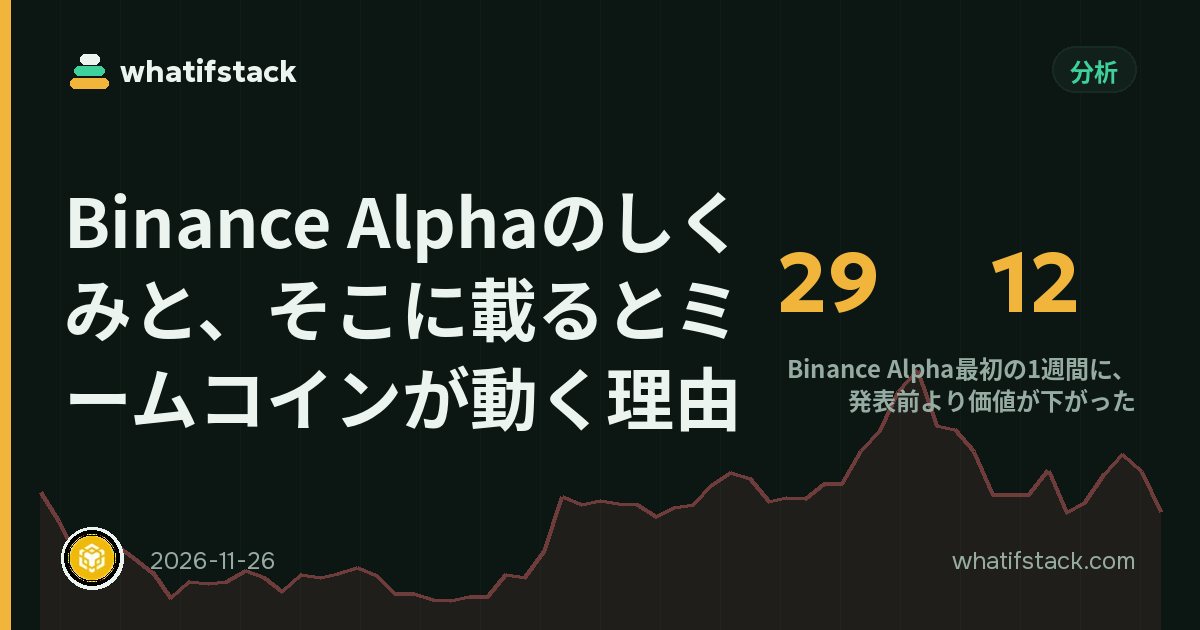 whatifstack
分析
Binance Alphaのしく
みと、そこに載るとミ
ームコインが動く理由
29 12
Binance Alpha最初の1週間に、
発表前より価値が下がった
2026-11-26
whatifstack.com